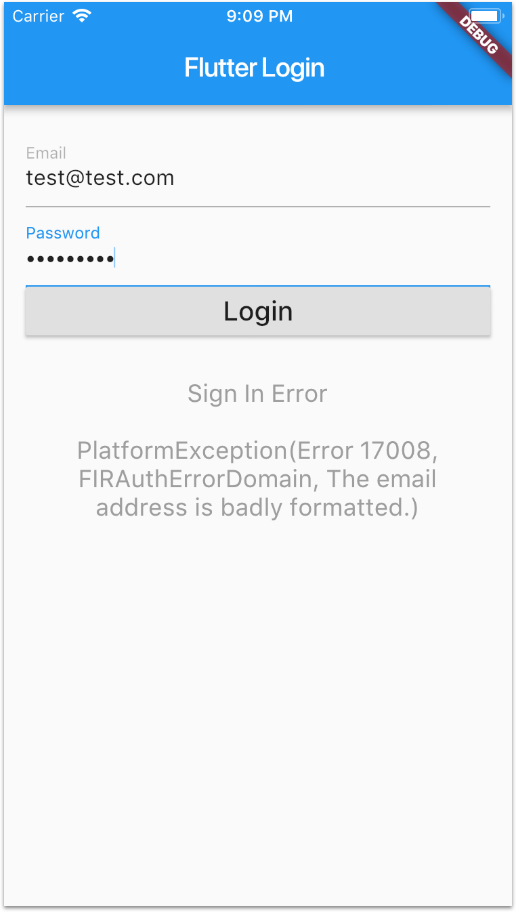 Carrier 9:09 PM
DEBUG
Flutter Login
Email
test@test.com
Password
•••••••••
Login
Sign In Error
PlatformException(Error 17008,
FIRAuthErrorDomain, The email
address is badly formatted.)